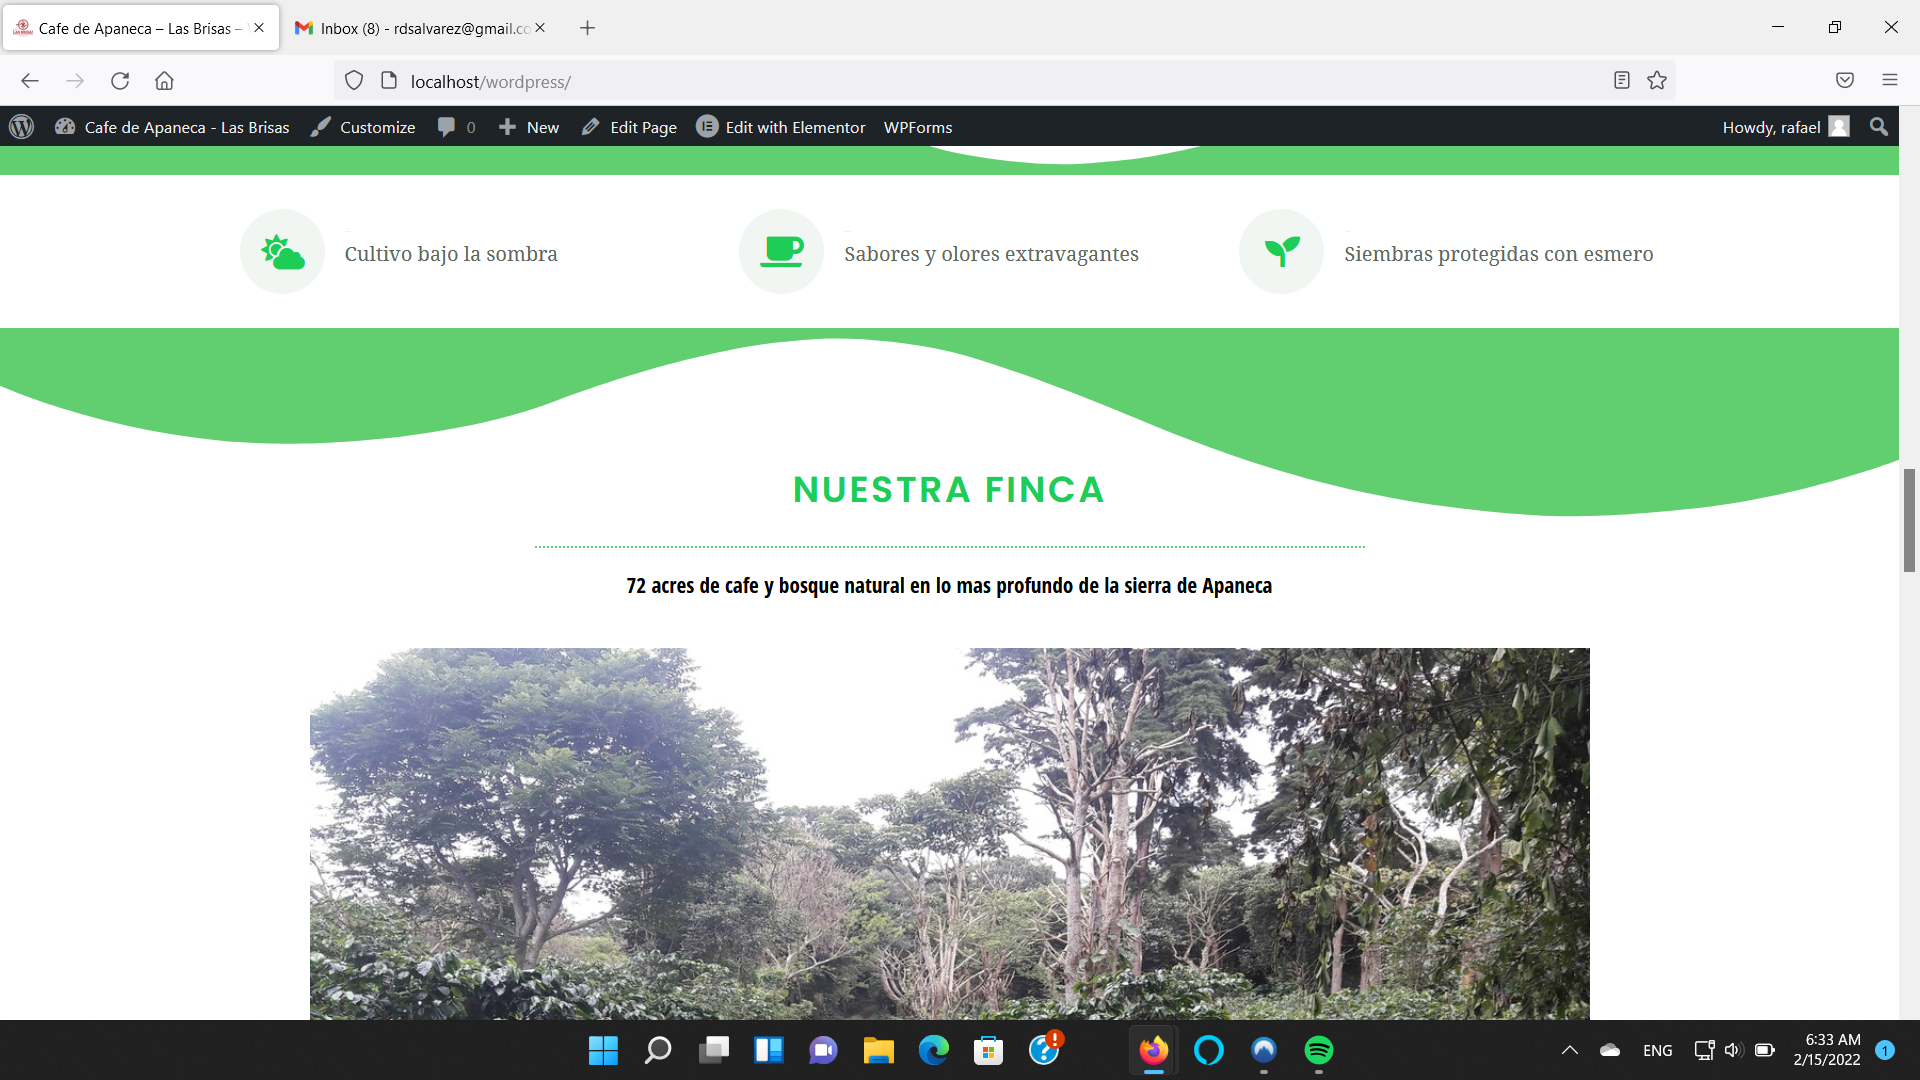 Cafe de Apaneca – Las Brisas –
Inbox (8) - rdsalvarez@gmail.co
localhost/wordpress/
Cafe de Apaneca - Las Brisas
Customize
0
New
Edit Page
Edit with Elementor
WPForms
Howdy, rafael
Cultivo bajo la sombra
Sabores y olores extravagantes
Siembras protegidas con esmero
NUESTRA FINCA
72 acres de cafe y bosque natural en lo mas profundo de la sierra de Apaneca
ENG
6:33 AM
2/15/2022
1